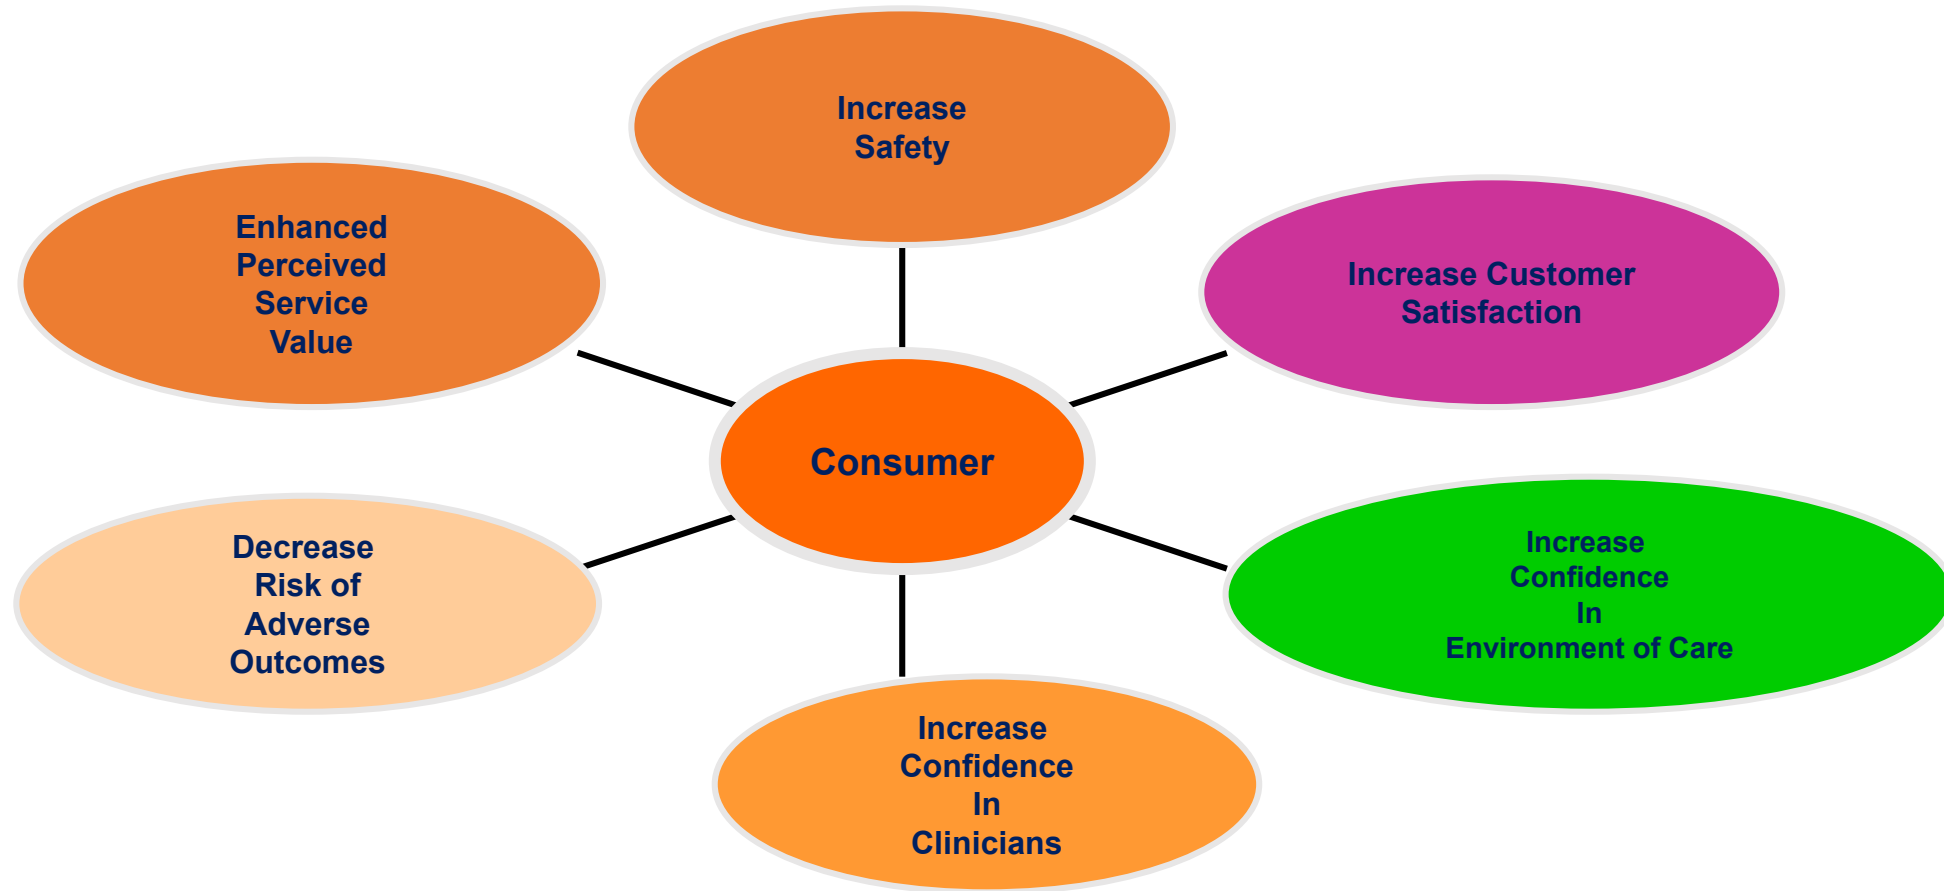 Increase
Safety
Enhanced
Perceived
Service
Value
Increase Customer
Satisfaction
Consumer
Decrease
Risk of
Adverse
Outcomes
Increase
Confidence
In
Environment of Care
Increase
Confidence
In
Clinicians